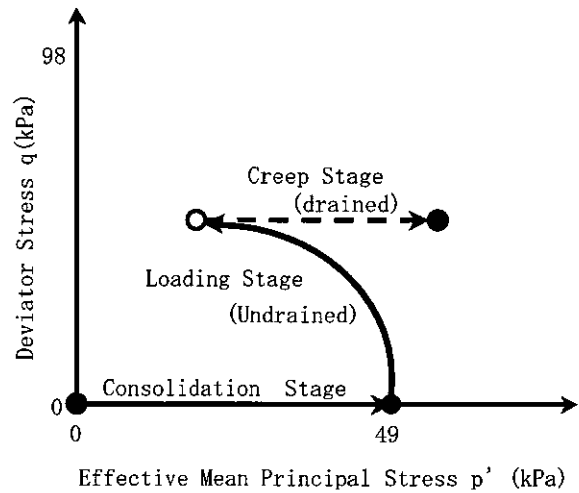 98
Deviator Stress q(kPa)
Creep Stage
(drained)
Loading Stage
(Undrained)
Consolidation Stage
0
0
49
Effective Mean Principal Stress p' (kPa)